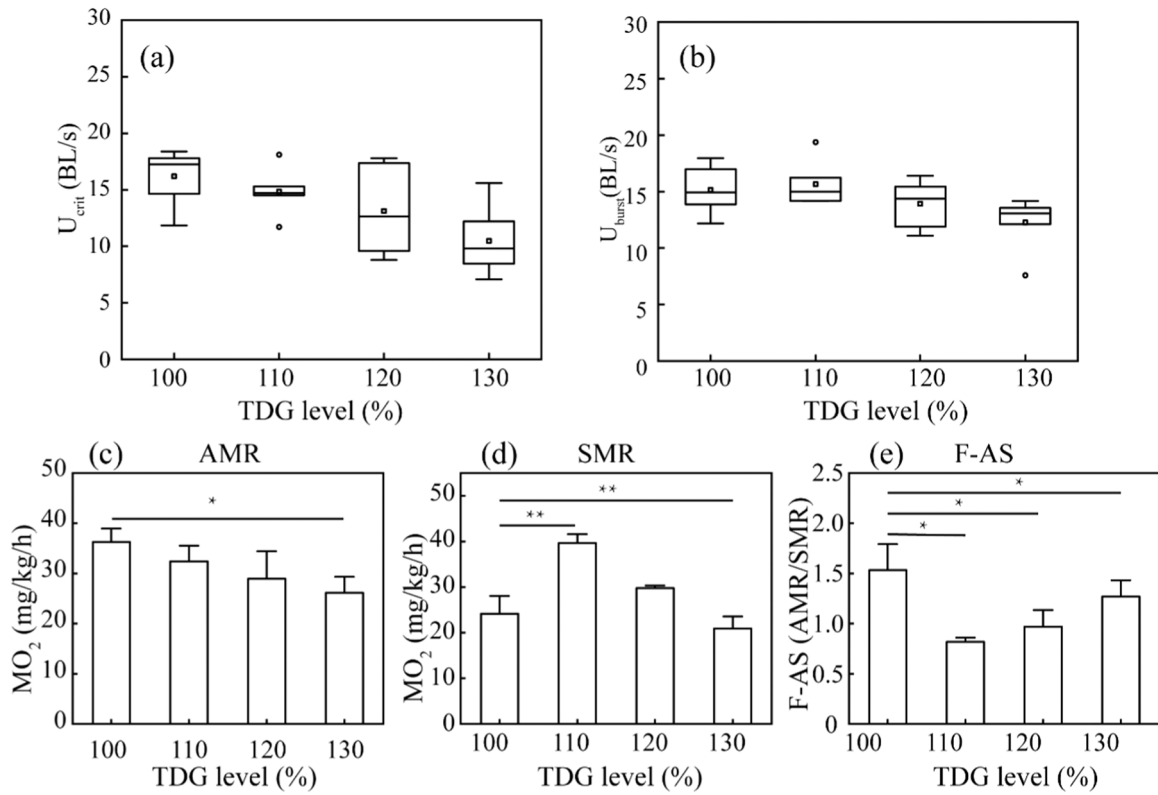 (a)
U_crit (BL/s)
30
25
20
15
10
5
0
100 110 120 130
TDG level (%)
(b)
U_burst(BL/s)
30
25
20
15
10
5
0
100 110 120 130
TDG level (%)
(c) AMR
MO₂ (mg/kg/h)
50
40
30
20
10
0
*
100 110 120 130
TDG level (%)
(d) SMR
MO₂ (mg/kg/h)
50
40
30
20
10
0
**
**
100 110 120 130
TDG level (%)
(e) F-AS
F-AS (AMR/SMR)
2.5
2.0
1.5
1.0
0.5
0
*
*
*
100 110 120 130
TDG level (%)